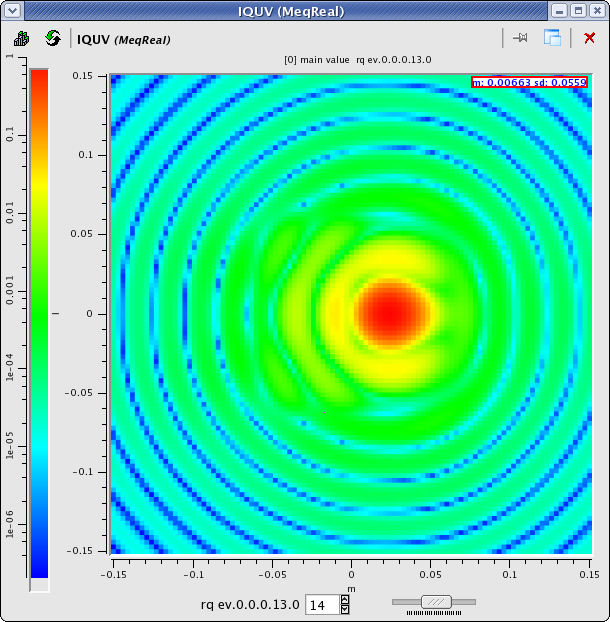 IQUV (MeqReal)
IQUV (MeqReal)
[0] main value rq ev.0.0.0.13.0
m: 0.00663 sd: 0.0559
1
0.1
0.01
0.001
1e-04
1e-05
1e-06
l
0.15
0.1
0.05
0
-0.05
-0.1
-0.15
-0.15
-0.1
-0.05
0
0.05
0.1
0.15
m
rq ev.0.0.0.13.0 14